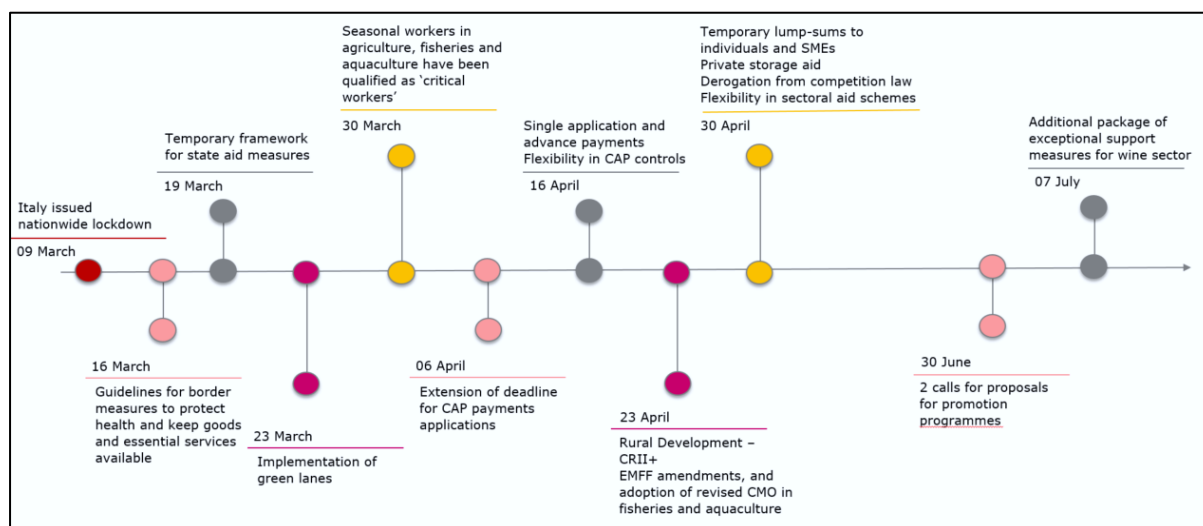 Italy issued
nationwide lockdown
09 March
16 March
Guidelines for border
measures to protect
health and keep goods
and essential services
available
Temporary framework
for state aid measures
19 March
23 March
Implementation of
green lanes
Seasonal workers in
agriculture, fisheries and
aquaculture have been
qualified as ‘critical
workers’
30 March
06 April
Extension of deadline
for CAP payments
applications
Single application and
advance payments
Flexibility in CAP controls
16 April
23 April
Rural Development –
CRII+
EMFF amendments, and
adoption of revised CMO in
fisheries and aquaculture
Temporary lump-sums to
individuals and SMEs
Private storage aid
Derogation from competition law
Flexibility in sectoral aid schemes
30 April
30 June
2 calls for proposals
for promotion
programmes
Additional package of
exceptional support
measures for wine sector
07 July